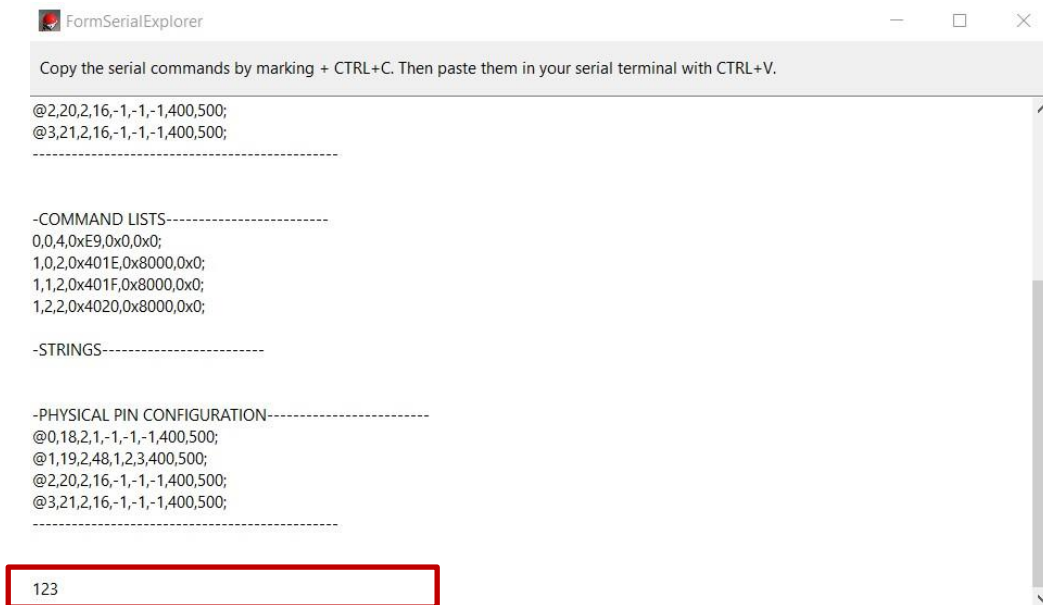 FormSerialExplorer
Copy the serial commands by marking + CTRL+C. Then paste them in your serial terminal with CTRL+V.
@2,20,2,16,-1,-1,-1,400,500;
@3,21,2,16,-1,-1,-1,400,500;
-----------------------------------------------
-COMMAND LISTS-------------------------
0,0,4,0xE9,0x0,0x0;
1,0,2,0x401E,0x8000,0x0;
1,1,2,0x401F,0x8000,0x0;
1,2,2,0x4020,0x8000,0x0;
-STRINGS-------------------------
-PHYSICAL PIN CONFIGURATION-------------------------
@0,18,2,1,-1,-1,-1,400,500;
@1,19,2,48,1,2,3,400,500;
@2,20,2,16,-1,-1,-1,400,500;
@3,21,2,16,-1,-1,-1,400,500;
-----------------------------------------------
123